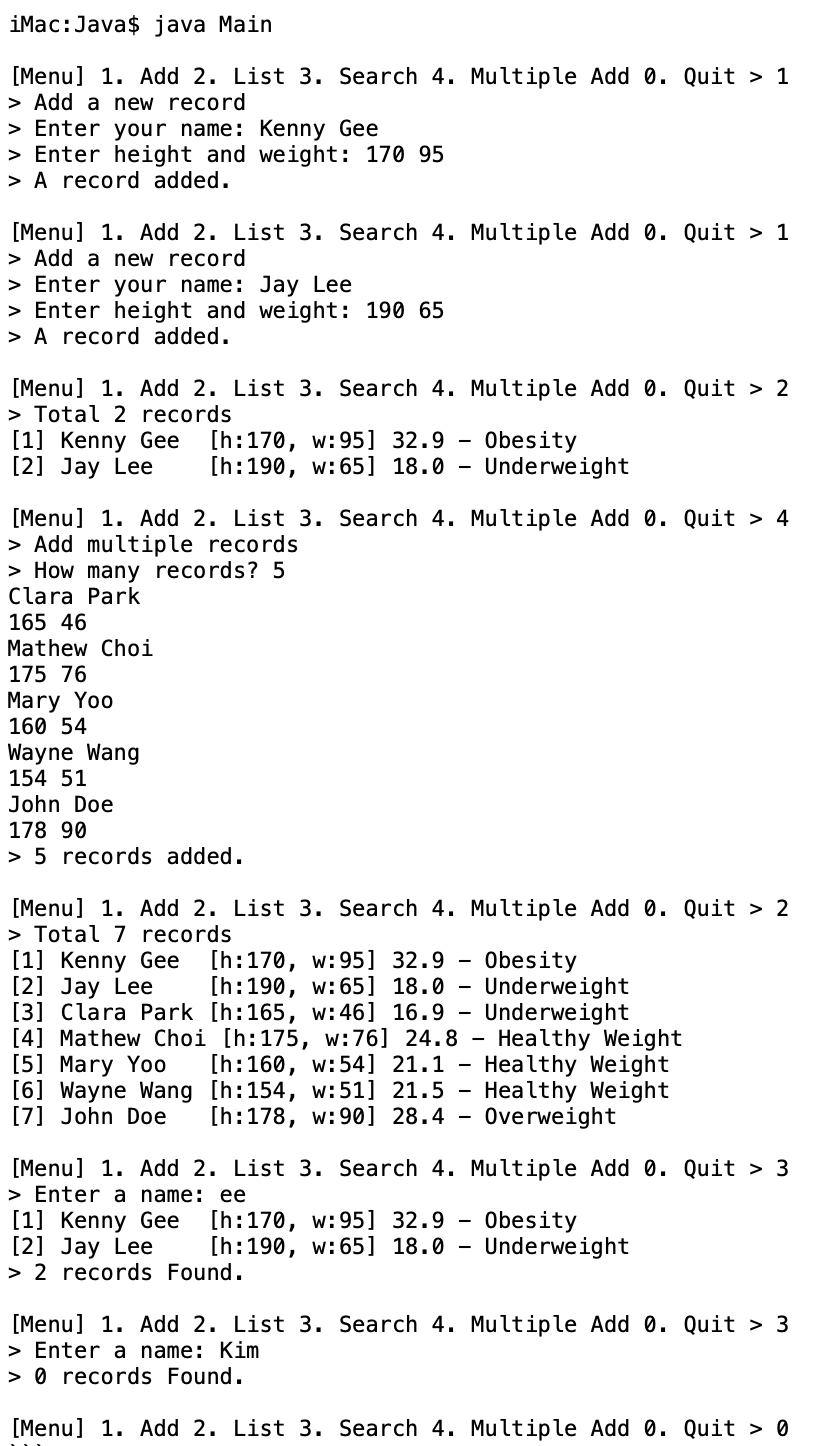 iMac:Java$ java Main
[Menu] 1. Add 2. List 3. Search 4. Multiple Add 0. Quit > 1
> Add a new record
> Enter your name: Kenny Gee
> Enter height and weight: 170 95
> A record added.
[Menu] 1. Add 2. List 3. Search 4. Multiple Add 0. Quit > 1
> Add a new record
> Enter your name: Jay Lee
> Enter height and weight: 190 65
> A record added.
[Menu] 1. Add 2. List 3. Search 4. Multiple Add 0. Quit > 2
> Total 2 records
[1] Kenny Gee  [h:170, w:95] 32.9 – Obesity
[2] Jay Lee    [h:190, w:65] 18.0 – Underweight
[Menu] 1. Add 2. List 3. Search 4. Multiple Add 0. Quit > 4
> Add multiple records
> How many records? 5
Clara Park
165 46
Mathew Choi
175 76
Mary Yoo
160 54
Wayne Wang
154 51
John Doe
178 90
> 5 records added.
[Menu] 1. Add 2. List 3. Search 4. Multiple Add 0. Quit > 2
> Total 7 records
[1] Kenny Gee  [h:170, w:95] 32.9 – Obesity
[2] Jay Lee    [h:190, w:65] 18.0 – Underweight
[3] Clara Park [h:165, w:46] 16.9 – Underweight
[4] Mathew Choi [h:175, w:76] 24.8 – Healthy Weight
[5] Mary Yoo   [h:160, w:54] 21.1 – Healthy Weight
[6] Wayne Wang [h:154, w:51] 21.5 – Healthy Weight
[7] John Doe   [h:178, w:90] 28.4 – Overweight
[Menu] 1. Add 2. List 3. Search 4. Multiple Add 0. Quit > 3
> Enter a name: ee
[1] Kenny Gee  [h:170, w:95] 32.9 – Obesity
[2] Jay Lee    [h:190, w:65] 18.0 – Underweight
> 2 records Found.
[Menu] 1. Add 2. List 3. Search 4. Multiple Add 0. Quit > 3
> Enter a name: Kim
> 0 records Found.
[Menu] 1. Add 2. List 3. Search 4. Multiple Add 0. Quit > 0
```